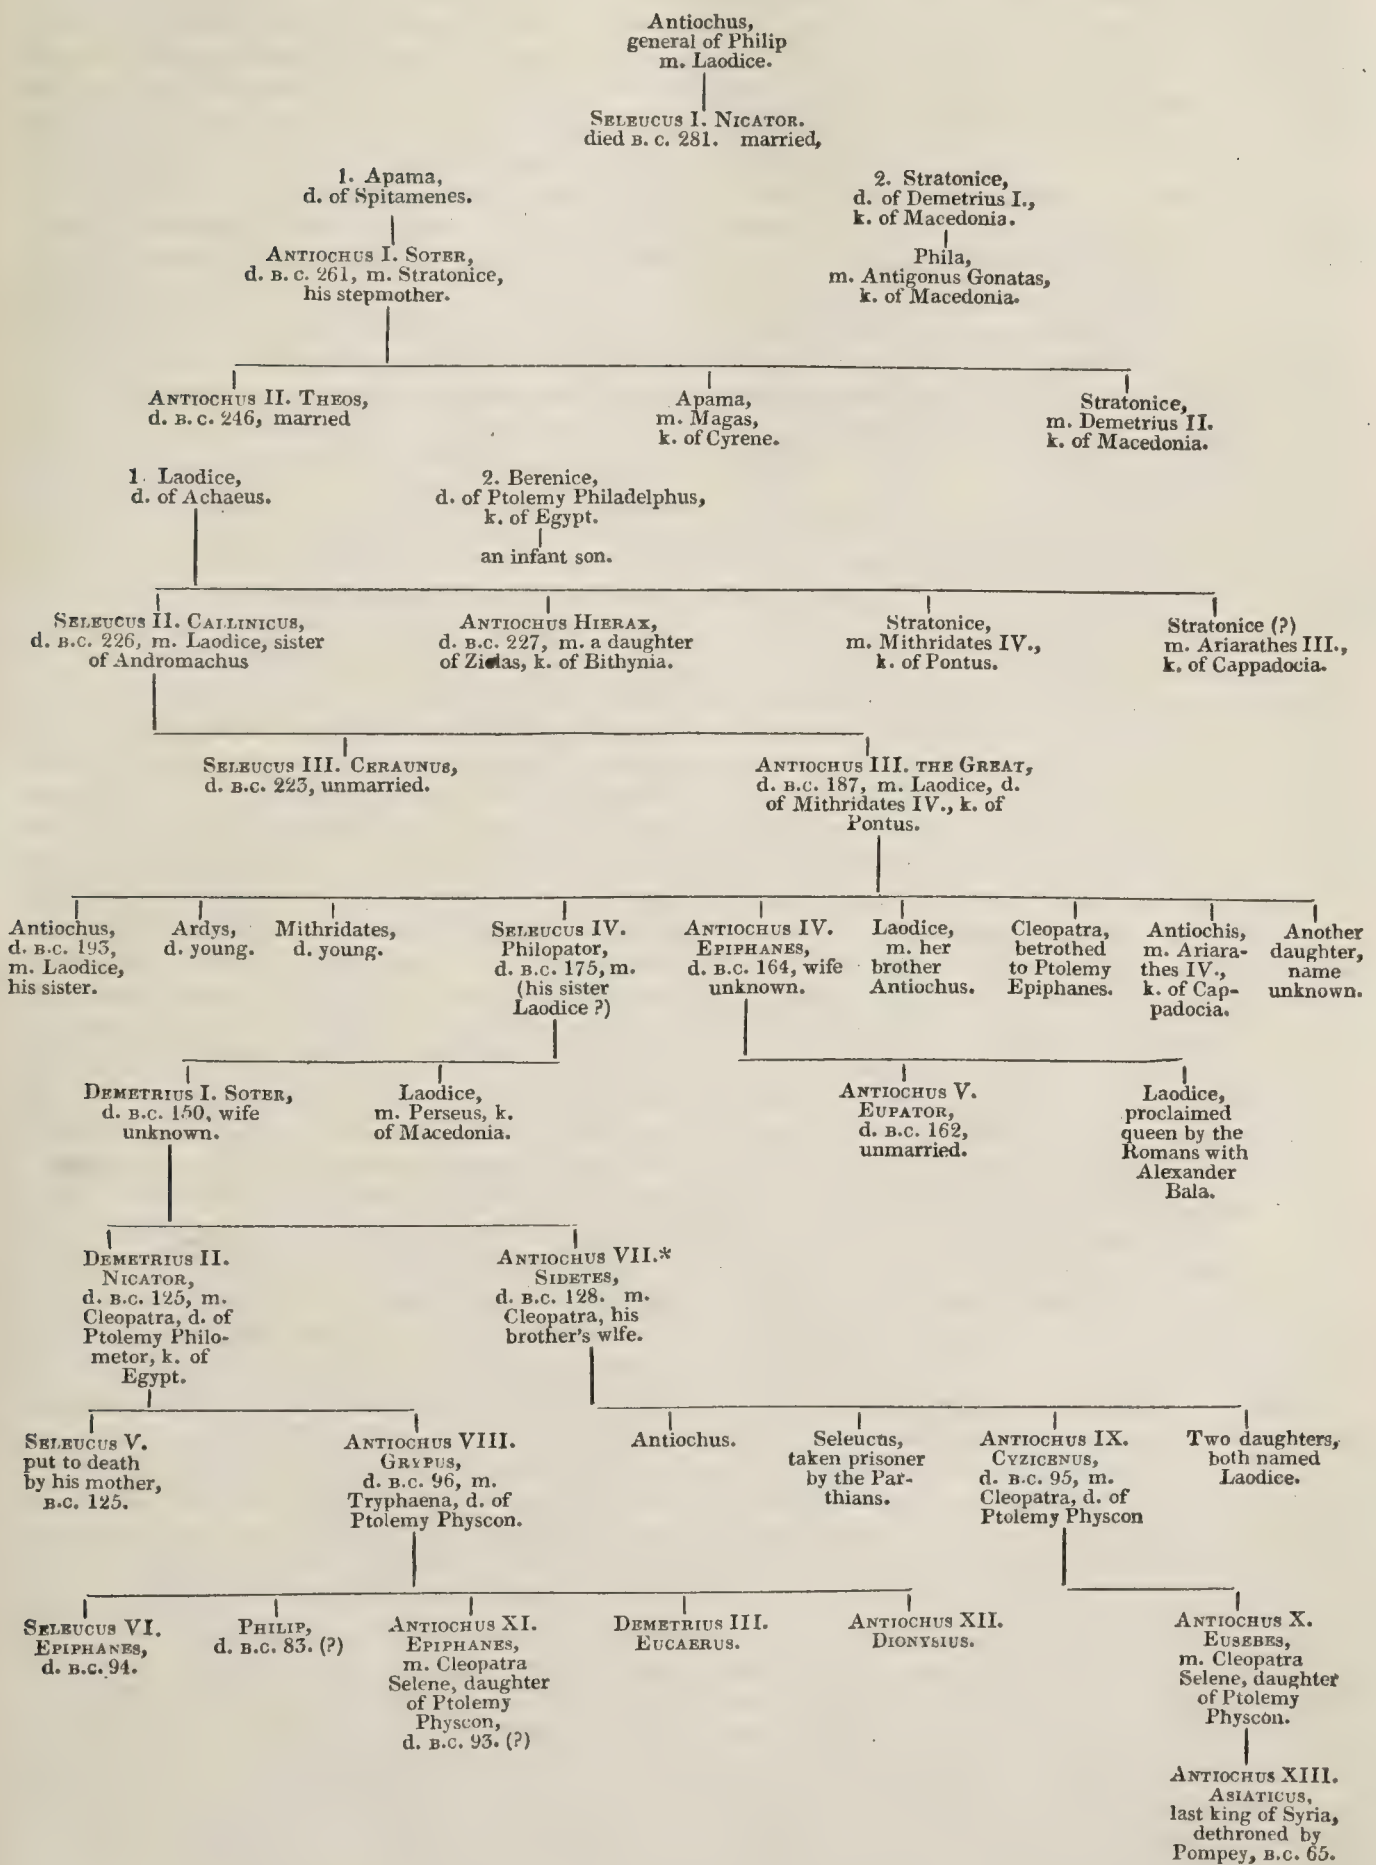 Antiochus,
general of Philip
m. Laodice.
SELEUCUS I. NICATOR.
died B. C. 281. married,
1. Apama,
d. of Spitamenes.
2. Stratonice,
d. of Demetrius I.,
k. of Macedonia.
ANTIOCHUS I. SOTER,
d. B. C. 261, m. Stratonice,
his stepmother.
Phila,
m. Antigonus Gonatas,
k. of Macedonia.
ANTIOCHUS II. THEOS,
d. B. C. 246, married
Apama,
m. Magas,
k. of Cyrene.
Stratonice,
m. Demetrius II.
k. of Macedonia.
1. Laodice,
d. of Achaeus.
2. Berenice,
d. of Ptolemy Philadelphus,
k. of Egypt.
an infant son.
SELEUCUS II. CALLINICUS,
d. B.C. 226, m. Laodice, sister
of Andromachus
ANTIOCHUS HIERAX,
d. B.C. 227, m. a daughter
of Zielas, k. of Bithynia.
Stratonice,
m. Mithridates IV.,
k. of Pontus.
Stratonice (?)
m. Ariarathes III.,
k. of Cappadocia.
SELEUCUS III. CERAUNUS,
d. B.C. 223, unmarried.
ANTIOCHUS III. THE GREAT,
d. B.C. 187, m. Laodice, d.
of Mithridates IV., k. of
Pontus.
Antiochus,
d. B.C. 193,
m. Laodice,
his sister.
Ardys,
d. young.
Mithridates,
d. young.
SELEUCUS IV.
Philopator,
d. B.C. 175, m.
(his sister
Laodice ?)
ANTIOCHUS IV.
EPIPHANES,
d. B.C. 164, wife
unknown.
Laodice,
m. her
brother
Antiochus.
Cleopatra,
betrothed
to Ptolemy
Epiphanes.
Antiochis,
m. Ariara-
thes IV.,
k. of Cap-
padocia.
Another
daughter,
name
unknown.
DEMETRIUS I. SOTER,
d. B.C. 150, wife
unknown.
Laodice,
m. Perseus, k.
of Macedonia.
ANTIOCHUS V.
EUPATOR,
d. B.C. 162,
unmarried.
Laodice,
proclaimed
queen by the
Romans with
Alexander
Bala.
DEMETRIUS II.
NICATOR,
d. B.C. 125, m.
Cleopatra, d. of
Ptolemy Philo-
metor, k. of
Egypt.
ANTIOCHUS VII.*
SIDETES,
d. B.C. 128. m.
Cleopatra, his
brother's wife.
SELEUCUS V.
put to death
by his mother,
B.C. 125.
ANTIOCHUS VIII.
GRYPUS,
d. B.C. 96, m.
Tryphaena, d. of
Ptolemy Physcon.
Antiochus.
Seleucus,
taken prisoner
by the Par-
thians.
ANTIOCHUS IX.
CYZICENUS,
d. B.C. 95, m.
Cleopatra, d. of
Ptolemy Physcon
Two daughters,
both named
Laodice.
SELEUCUS VI.
EPIPHANES,
d. B.C. 94.
PHILIP,
d. B.C. 83. (?)
ANTIOCHUS XI.
EPIPHANES,
m. Cleopatra
Selene, daughter
of Ptolemy
Physcon,
d. B.C. 93. (?)
DEMETRIUS III.
EUCAERUS.
ANTIOCHUS XII.
DIONYSIUS.
ANTIOCHUS X.
EUSEBES,
m. Cleopatra
Selene, daughter
of Ptolemy
Physcon.
ANTIOCHUS XIII.
ASIATICUS,
last king of Syria,
dethroned by
Pompey, B.C. 65.